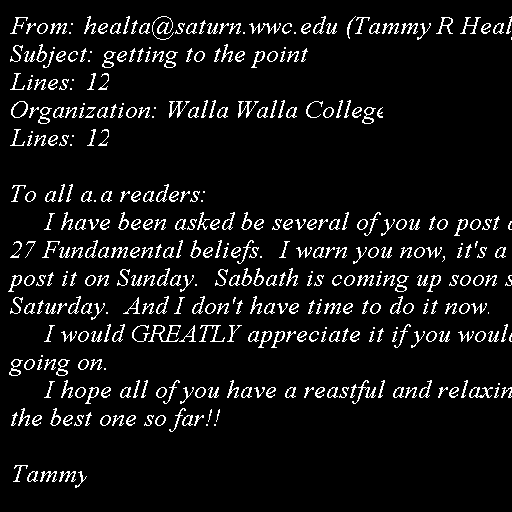 From: healta@saturn.wwc.edu (Tammy R Healy
Subject: getting to the point
Lines: 12
Organization: Walla Walla College
Lines: 12
To all a.a readers:
I have been asked be several of you to post
27 Fundamental beliefs. I warn you now, it's a
post it on Sunday. Sabbath is coming up soon
Saturday. And I don't have time to do it now.
I would GREATLY appreciate it if you would
going on.
I hope all of you have a reastful and
the best one so far!!
Tammy